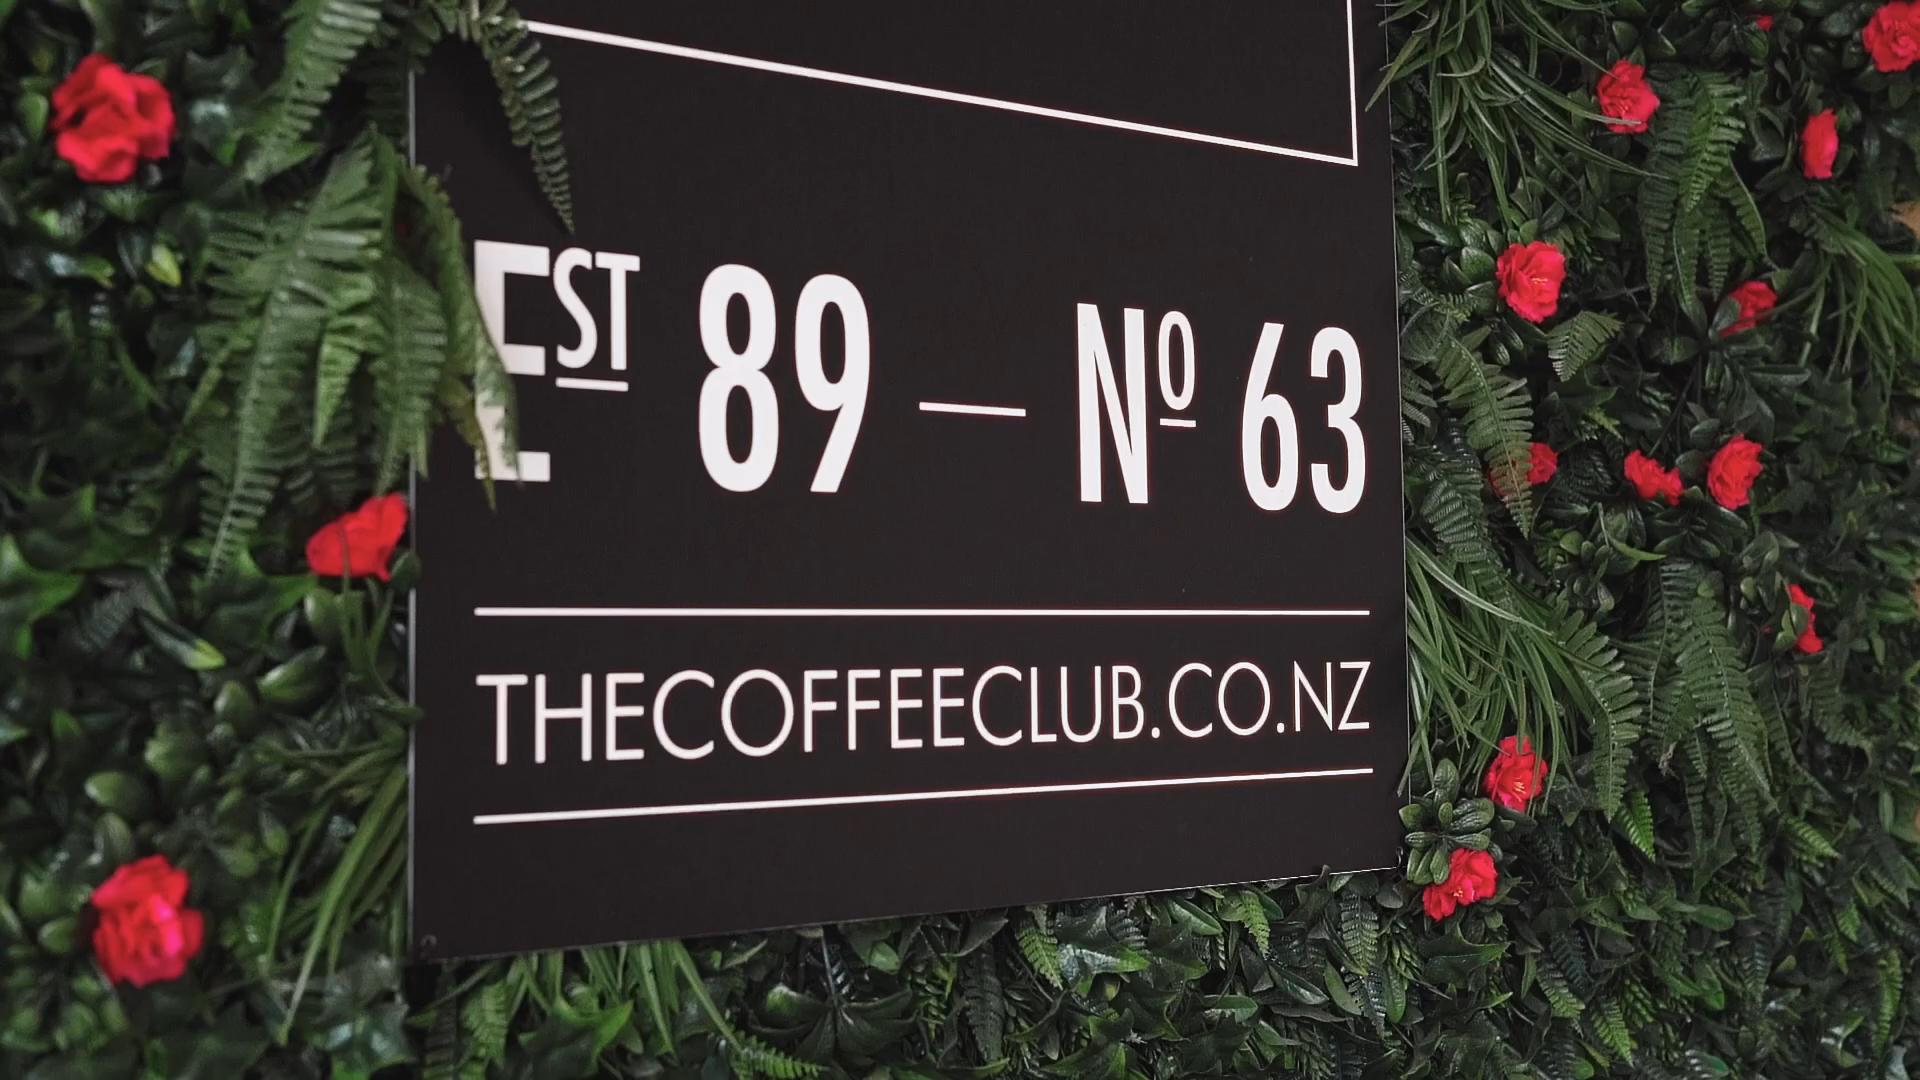 EST 89 — Nº 63
THECOFFEECLUB.CO.NZ